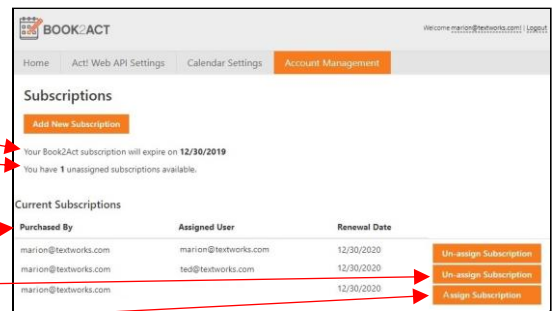 BOOK2ACT
Welcome marion@textworks.com! | Logout
Home Act! Web API Settings Calendar Settings Account Management
Subscriptions
Add New Subscription
Your Book2Act subscription will expire on 12/30/2019
You have 1 unassigned subscriptions available.
Current Subscriptions
Purchased By Assigned User Renewal Date
marion@textworks.com marion@textworks.com 12/30/2020 Un-assign Subscription
marion@textworks.com ted@textworks.com 12/30/2020 Un-assign Subscription
marion@textworks.com 12/30/2020 Assign Subscription